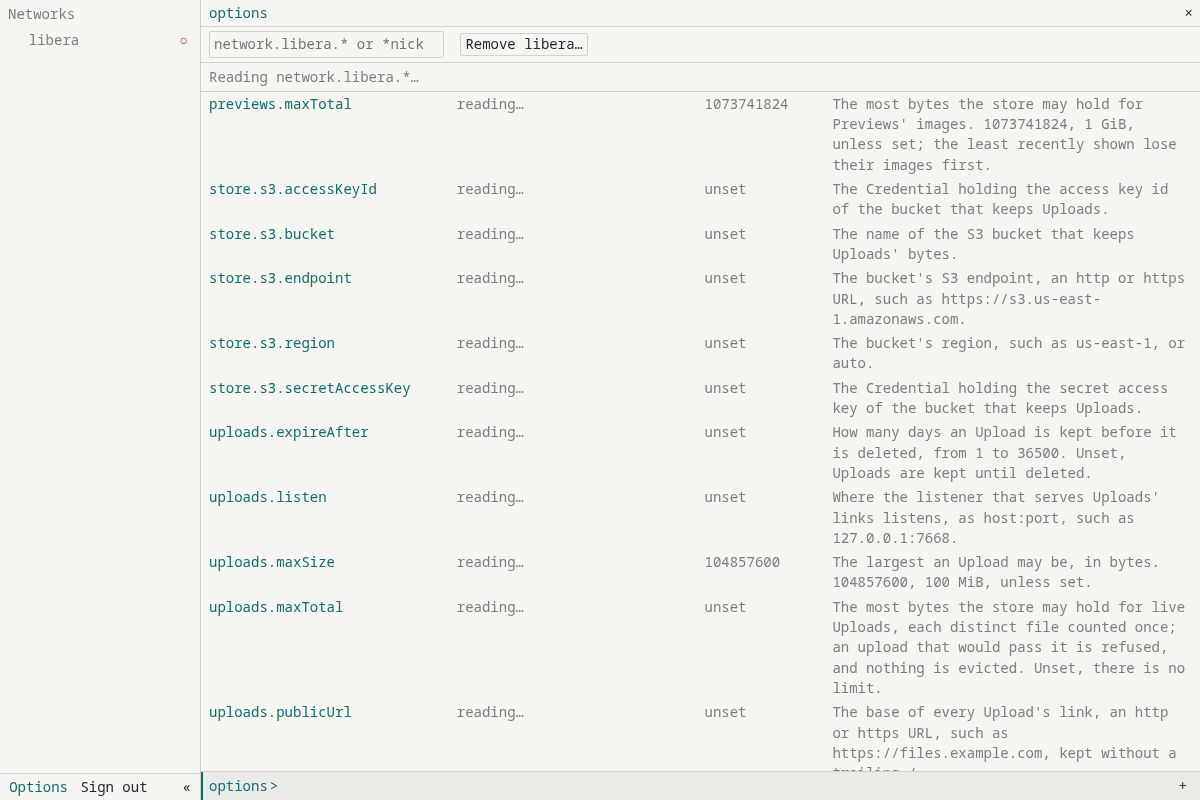 Networks
libera
options ×
network.libera.* or *nick Remove libera…
Reading network.libera.*…
previews.maxTotal reading… 1073741824 The most bytes the store may hold for
Previews' images. 1073741824, 1 GiB,
unless set; the least recently shown lose
their images first.
store.s3.accessKeyId reading… unset The Credential holding the access key id
of the bucket that keeps Uploads.
store.s3.bucket reading… unset The name of the S3 bucket that keeps
Uploads' bytes.
store.s3.endpoint reading… unset The bucket's S3 endpoint, an http or https
URL, such as https://s3.us-east-
1.amazonaws.com.
store.s3.region reading… unset The bucket's region, such as us-east-1, or
auto.
store.s3.secretAccessKey reading… unset The Credential holding the secret access
key of the bucket that keeps Uploads.
uploads.expireAfter reading… unset How many days an Upload is kept before it
is deleted, from 1 to 36500. Unset,
Uploads are kept until deleted.
uploads.listen reading… unset Where the listener that serves Uploads'
links listens, as host:port, such as
127.0.0.1:7668.
uploads.maxSize reading… 104857600 The largest an Upload may be, in bytes.
104857600, 100 MiB, unless set.
uploads.maxTotal reading… unset The most bytes the store may hold for live
Uploads, each distinct file counted once;
an upload that would pass it is refused,
and nothing is evicted. Unset, there is no
limit.
uploads.publicUrl reading… unset The base of every Upload's link, an http
or https URL, such as
https://files.example.com, kept without a
trailing /.
Options Sign out «
options> +